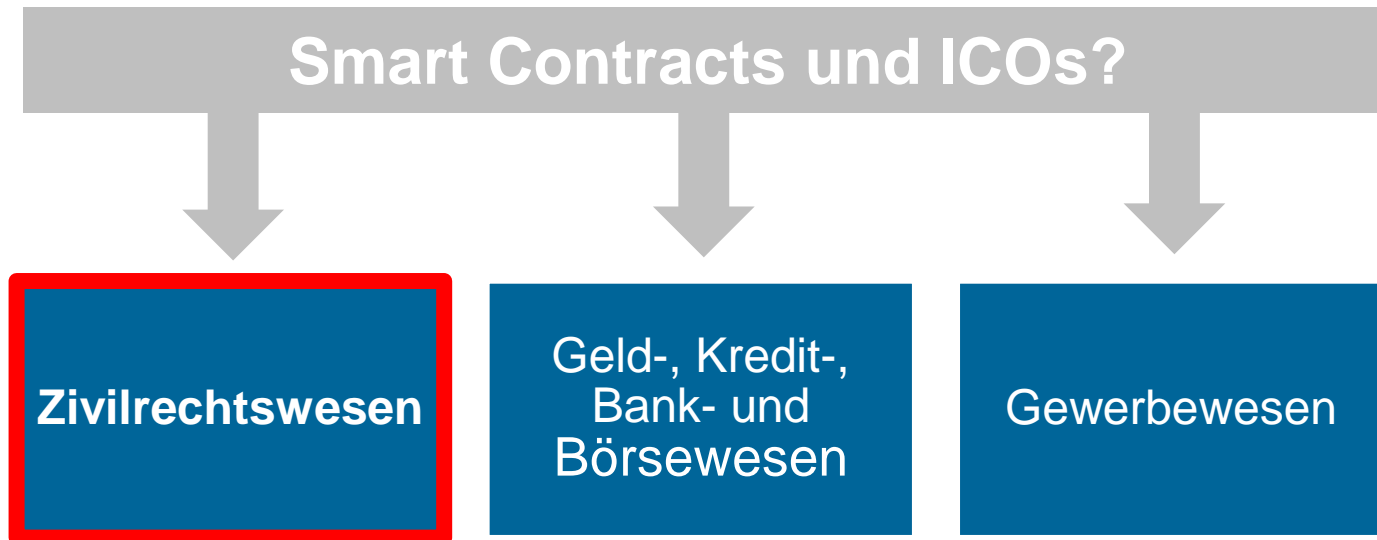 Smart Contracts und ICOs?
Zivilrechtswesen
Geld-, Kredit-,
Bank- und
Börsewesen
Gewerbewesen